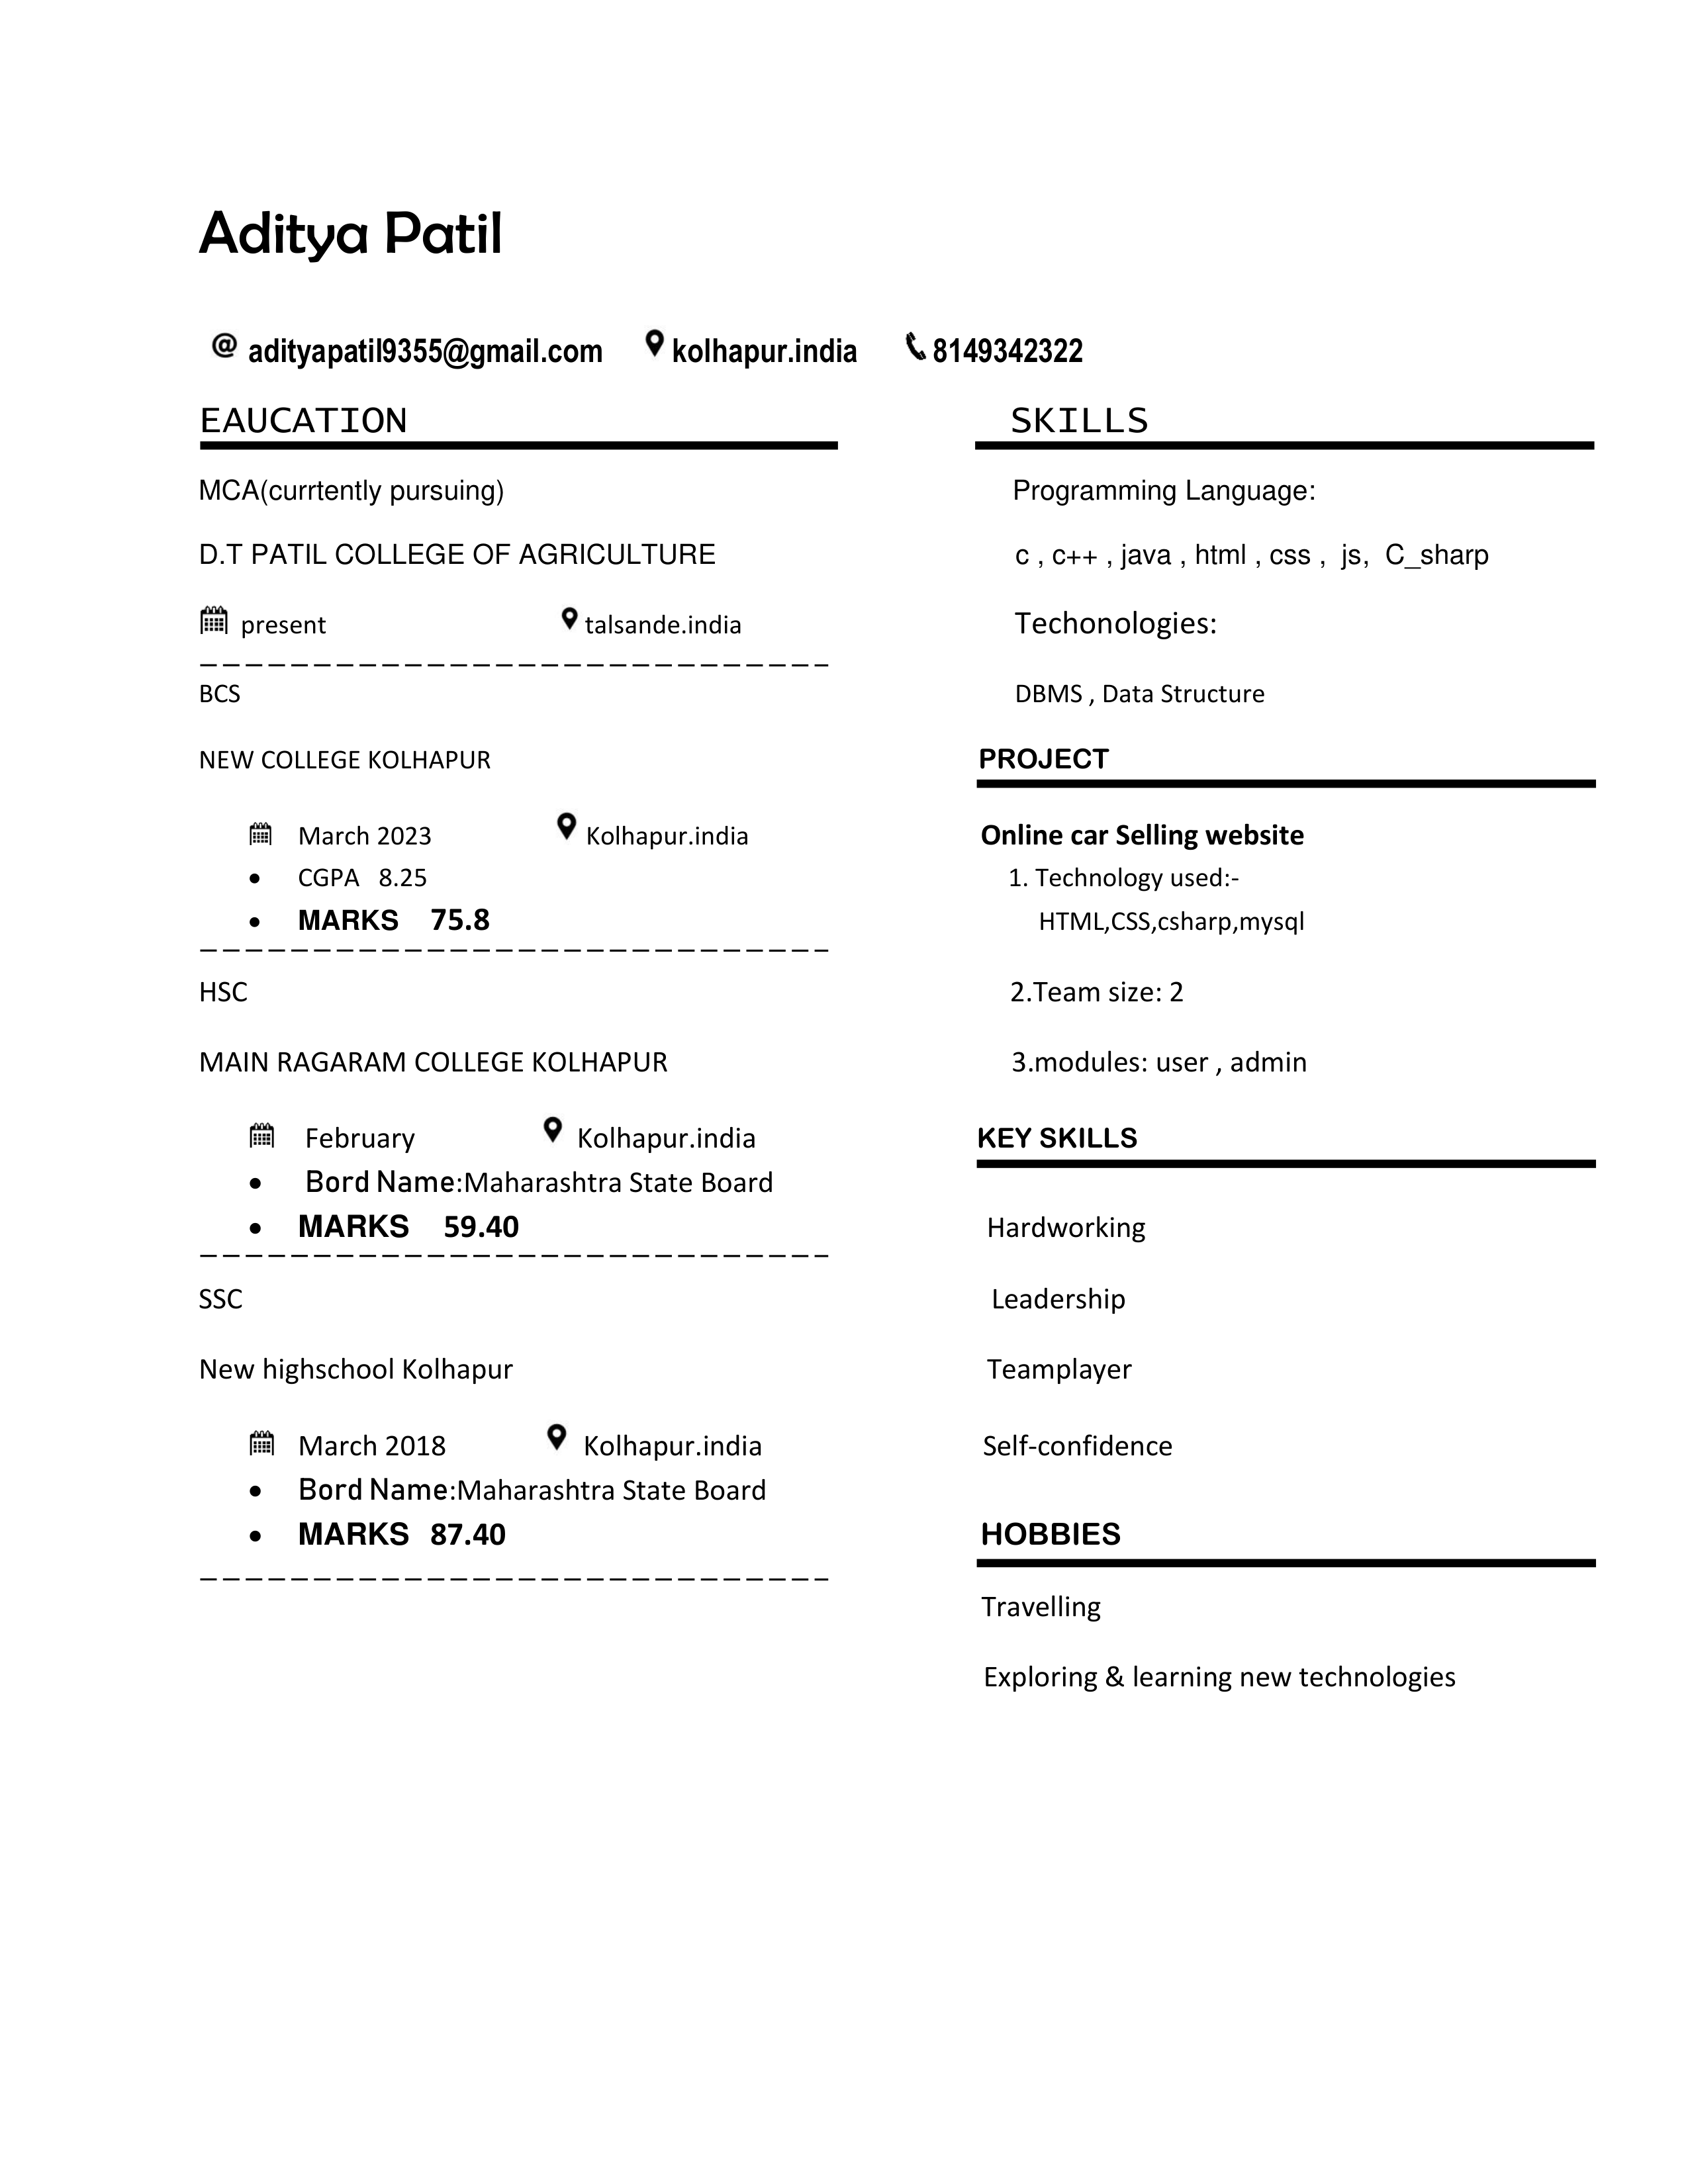 Aditya Patil
@ adityapatil9355@gmail.com kolhapur.india 8149342322
EAUCATION
MCA(currtently pursuing)
D.T PATIL COLLEGE OF AGRICULTURE
present talsande.india
BCS
NEW COLLEGE KOLHAPUR
March 2023 Kolhapur.india
• CGPA 8.25
• MARKS 75.8
HSC
MAIN RAGARAM COLLEGE KOLHAPUR
February Kolhapur.india
• Bord Name:Maharashtra State Board
• MARKS 59.40
SSC
New highschool Kolhapur
March 2018 Kolhapur.india
• Bord Name:Maharashtra State Board
• MARKS 87.40
SKILLS
Programming Language:
c , c++ , java , html , css , js, C_sharp
Techonologies:
DBMS , Data Structure
PROJECT
Online car Selling website
1. Technology used:-
HTML,CSS,csharp,mysql
2.Team size: 2
3.modules: user , admin
KEY SKILLS
Hardworking
Leadership
Teamplayer
Self-confidence
HOBBIES
Travelling
Exploring & learning new technologies